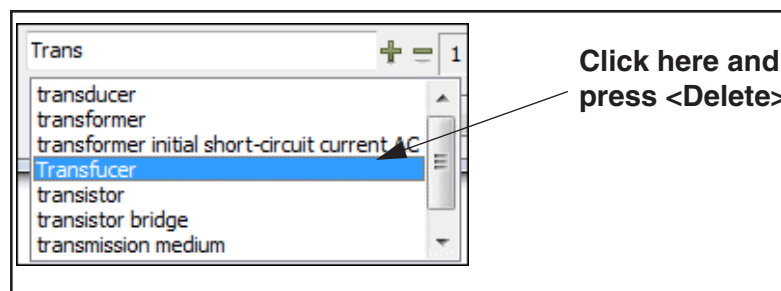 Trans
1
transducer
transformer
transformer initial short-circuit current AC
Transfucer
transistor
transistor bridge
transmission medium
Click here and
press <Delete>